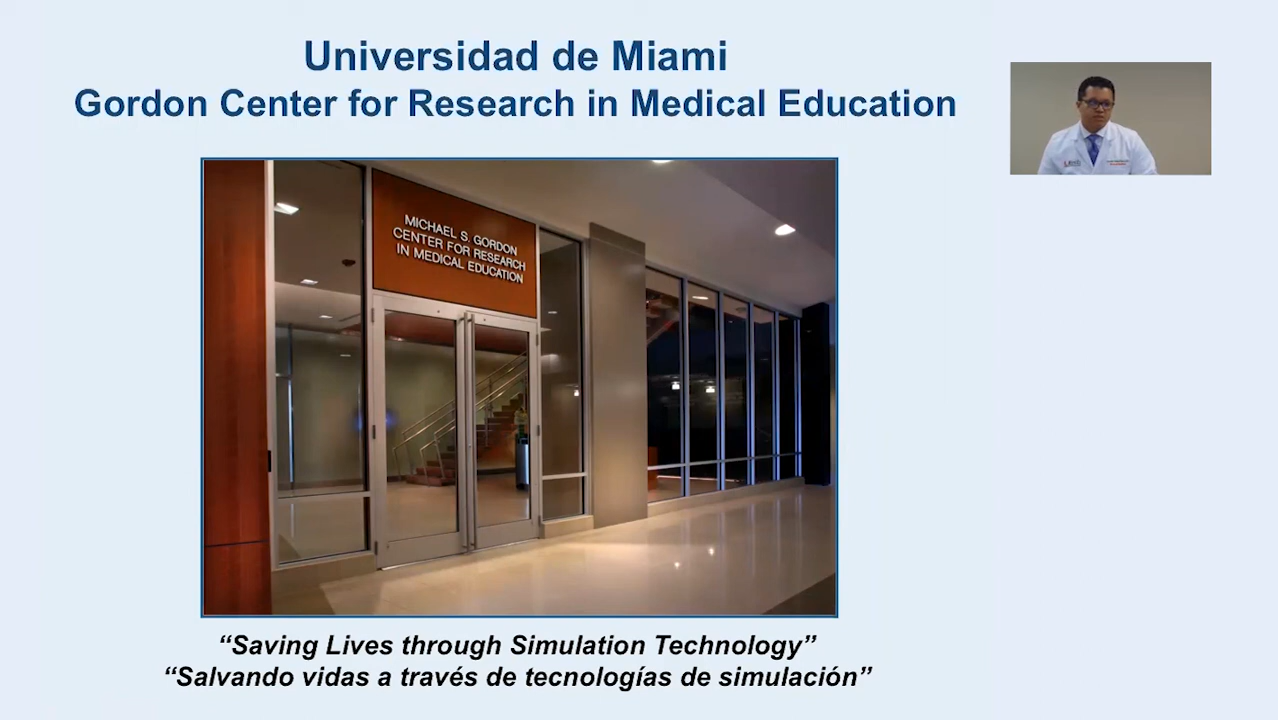 Universidad de Miami
Gordon Center for Research in Medical Education
MICHAEL S. GORDON
CENTER FOR RESEARCH
IN MEDICAL EDUCATION
“Saving Lives through Simulation Technology”
“Salvando vidas a través de tecnologías de simulación”